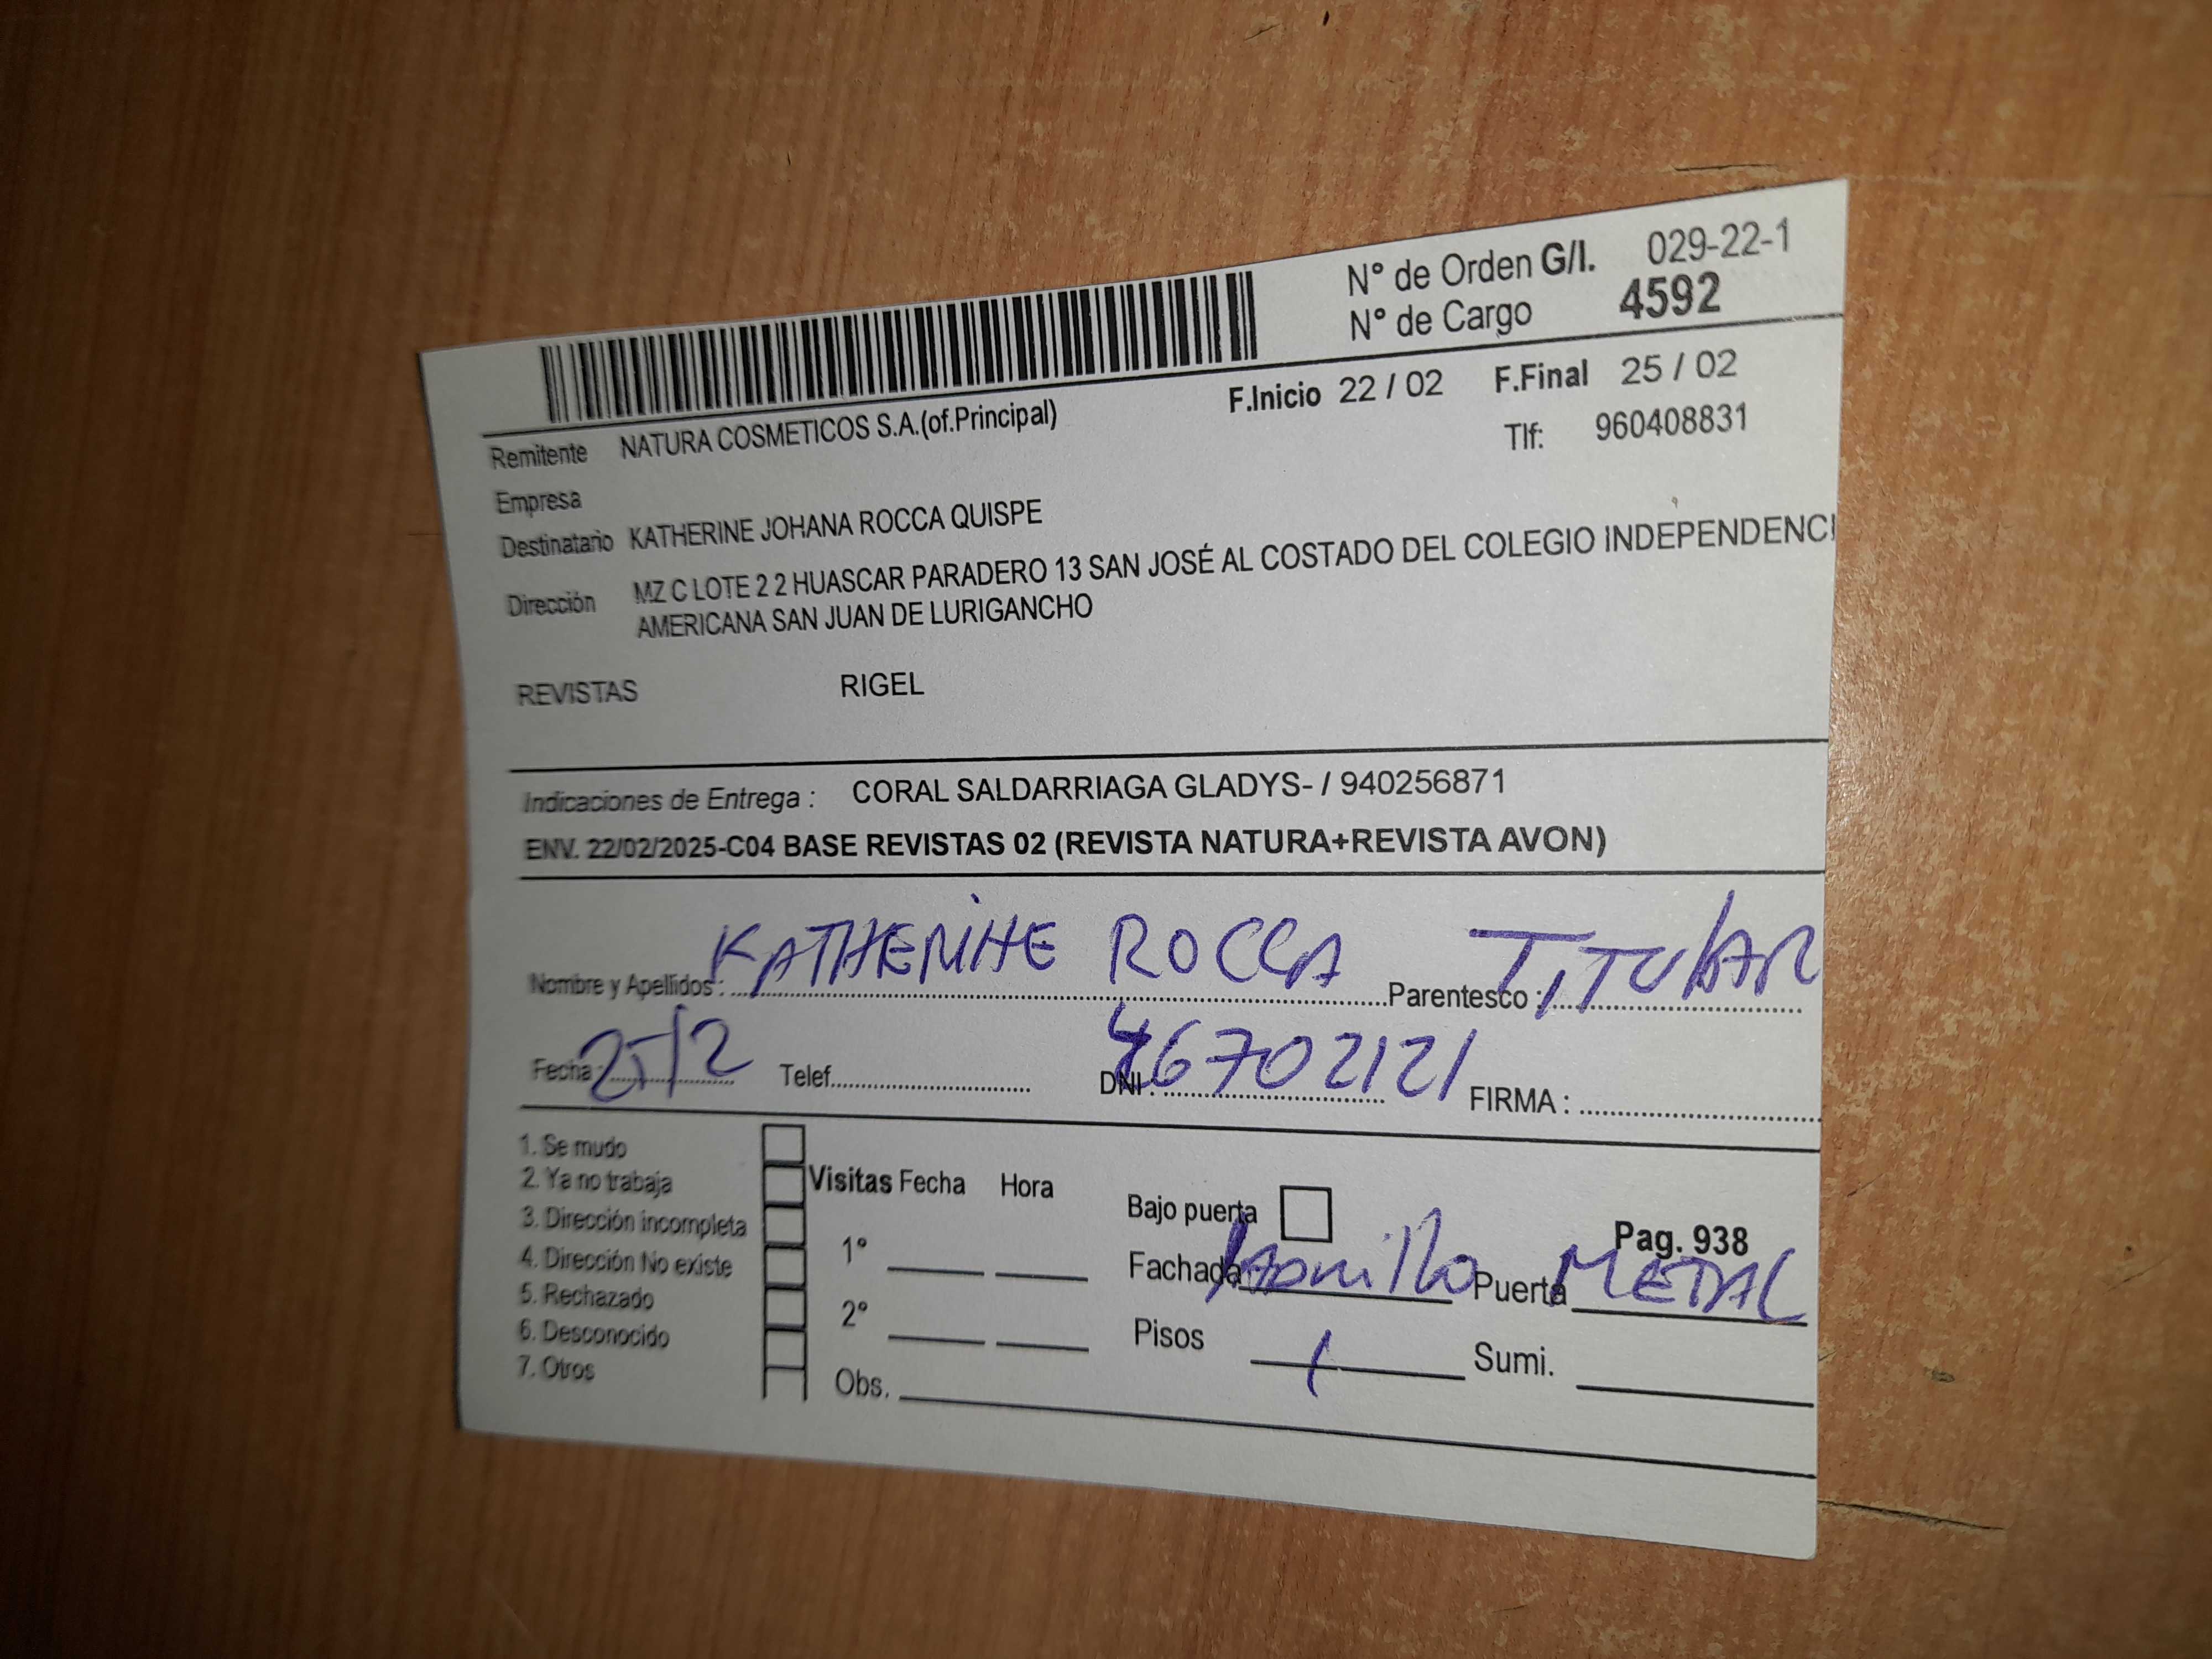 N° de Orden G/I. 029-22-1
N° de Cargo 4592
F.Inicio 22 / 02 F.Final 25 / 02
Remitente NATURA COSMETICOS S.A.(of.Principal) Tlf: 960408831
Empresa
Destinatario KATHERINE JOHANA ROCCA QUISPE
Dirección MZ C LOTE 2 2 HUASCAR PARADERO 13 SAN JOSÉ AL COSTADO DEL COLEGIO INDEPENDENCI
AMERICANA SAN JUAN DE LURIGANCHO
REVISTAS RIGEL
Indicaciones de Entrega : CORAL SALDARRIAGA GLADYS- / 940256871
ENV. 22/02/2025-C04 BASE REVISTAS 02 (REVISTA NATURA+REVISTA AVON)
Nombre y Apellidos : KATHERINE ROCCA Parentesco : TITULAR
Fecha : 25/2 Telef. DNI : 46702121 FIRMA :
1. Se mudo
2. Ya no trabaja Visitas Fecha Hora
3. Dirección incompleta Bajo puerta Pag. 938
4. Dirección No existe 1° Fachada Ladrillo Puerta METAL
5. Rechazado
6. Desconocido 2° Pisos 1 Sumi.
7. Otros Obs.